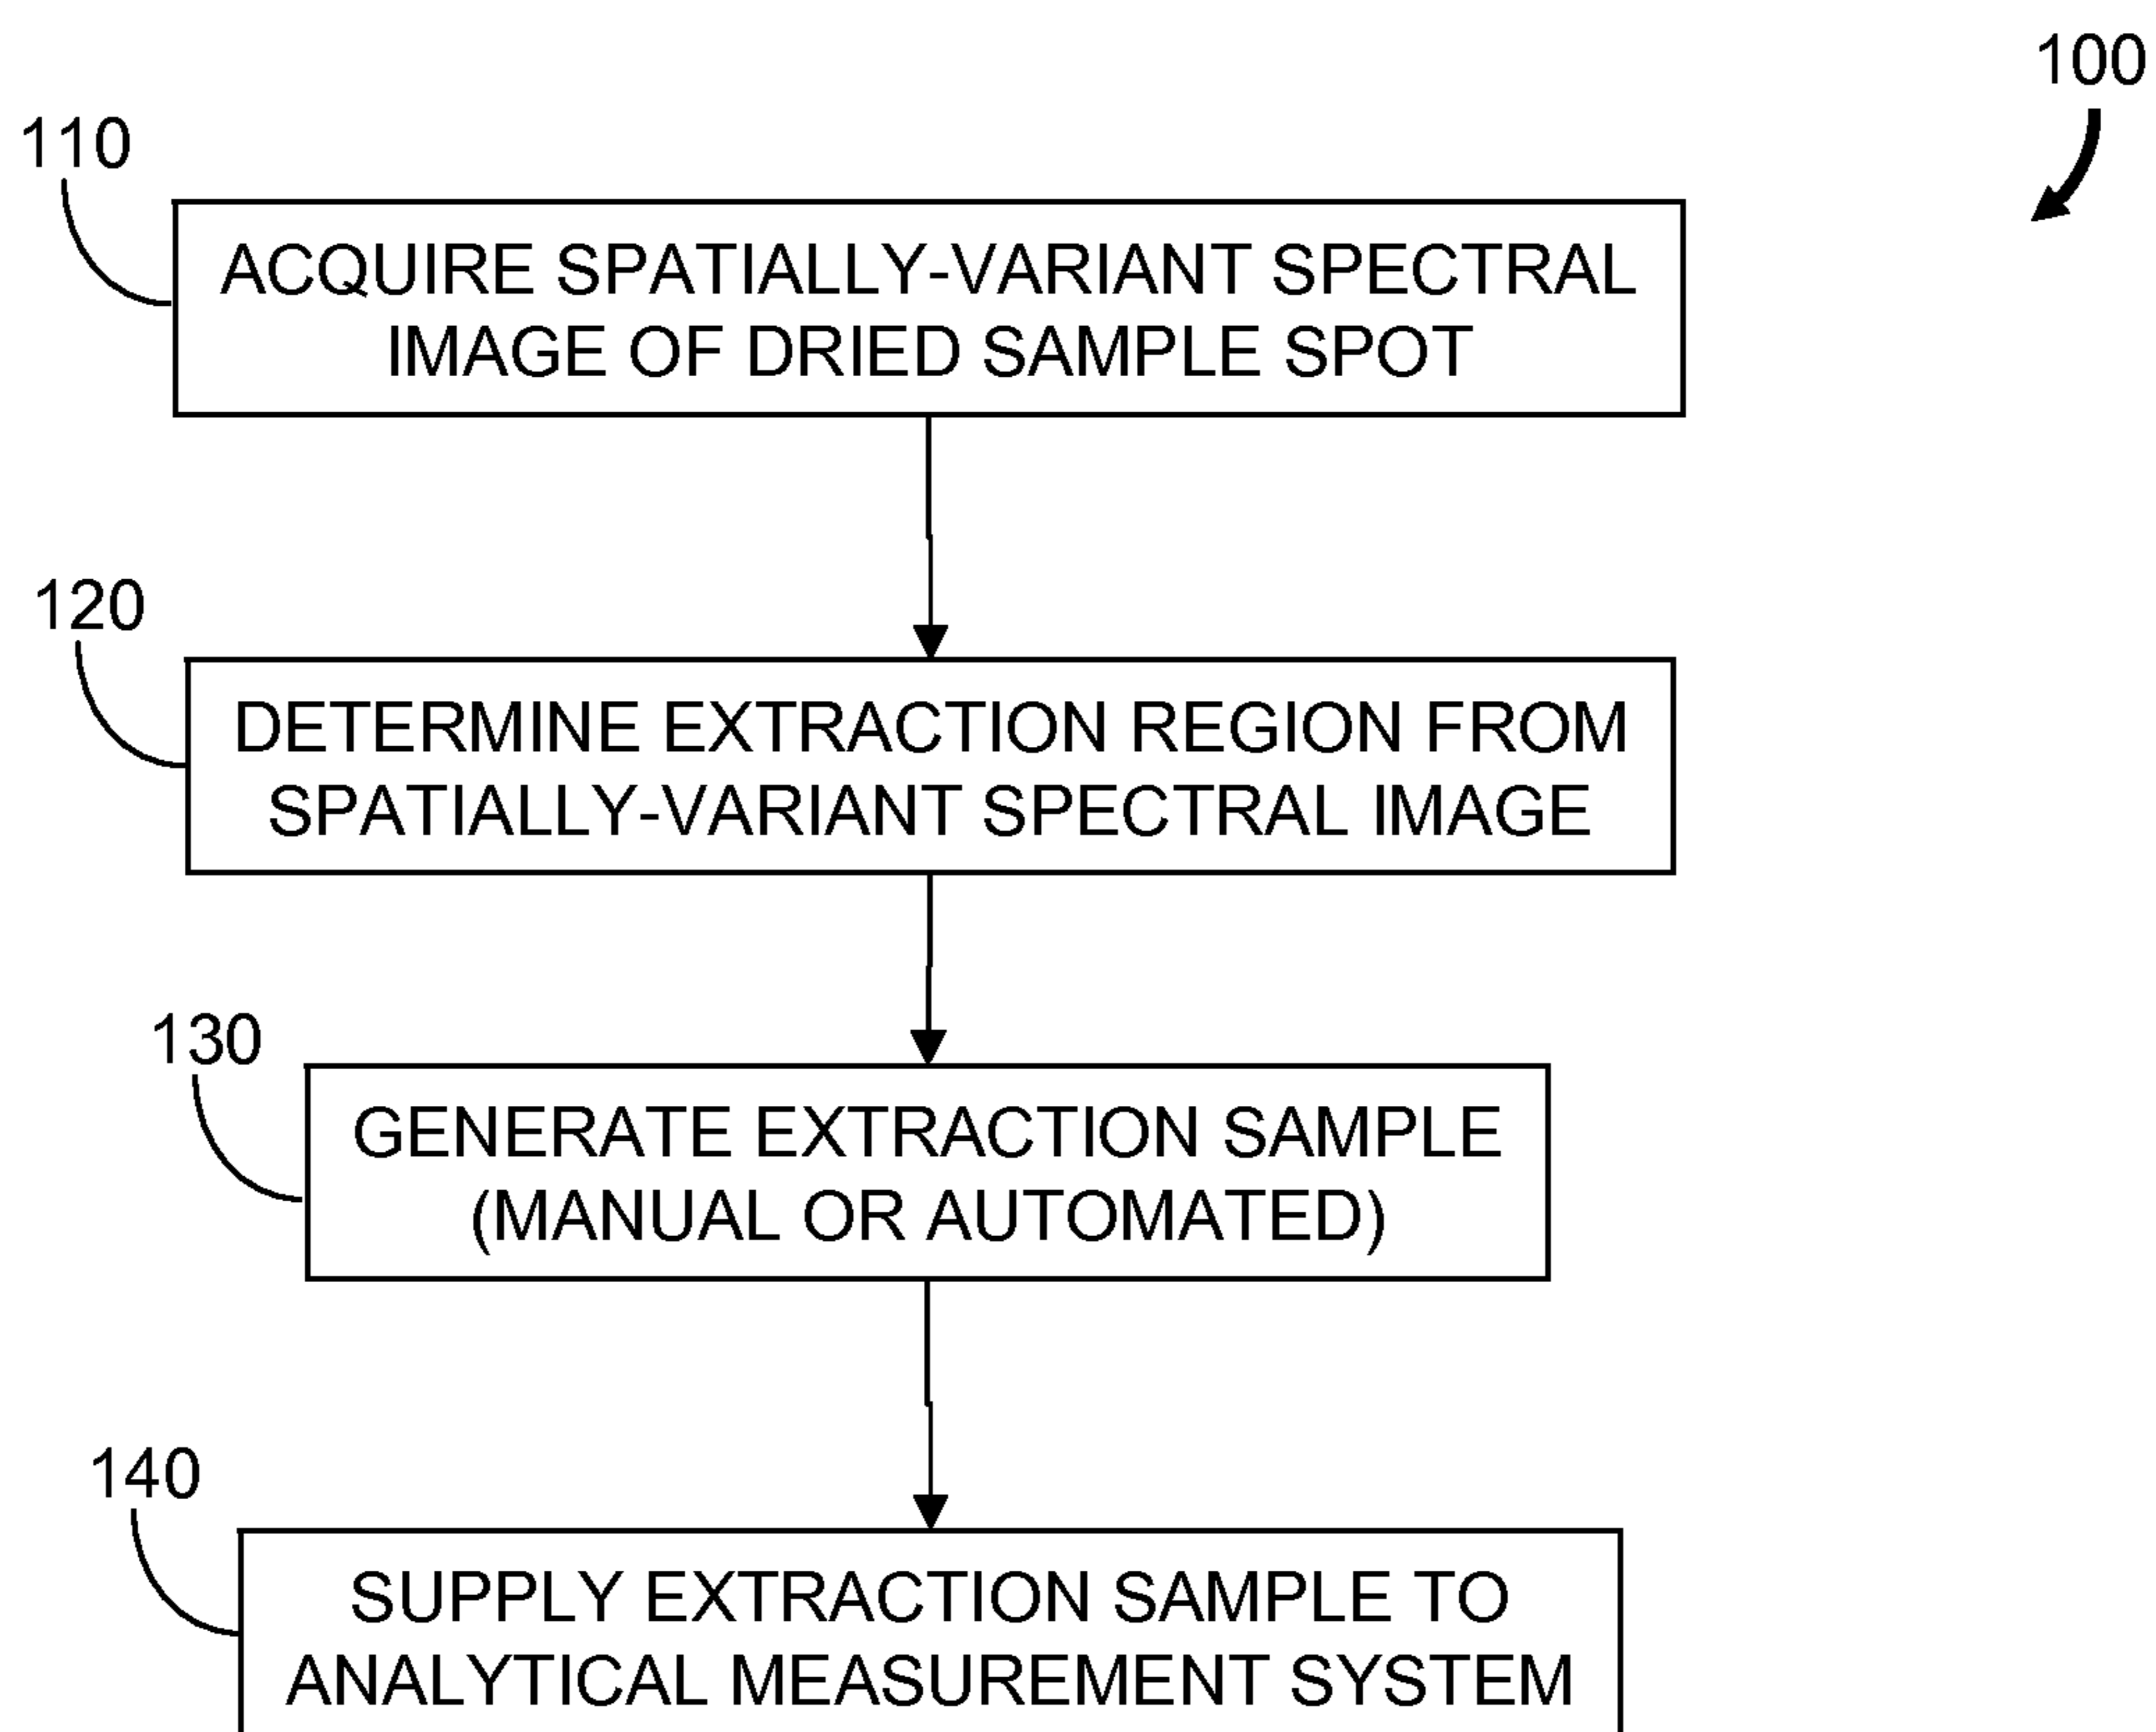 100
110
ACQUIRE SPATIALLY-VARIANT SPECTRAL
IMAGE OF DRIED SAMPLE SPOT
120
DETERMINE EXTRACTION REGION FROM
SPATIALLY-VARIANT SPECTRAL IMAGE
130
GENERATE EXTRACTION SAMPLE
(MANUAL OR AUTOMATED)
140
SUPPLY EXTRACTION SAMPLE TO
ANALYTICAL MEASUREMENT SYSTEM